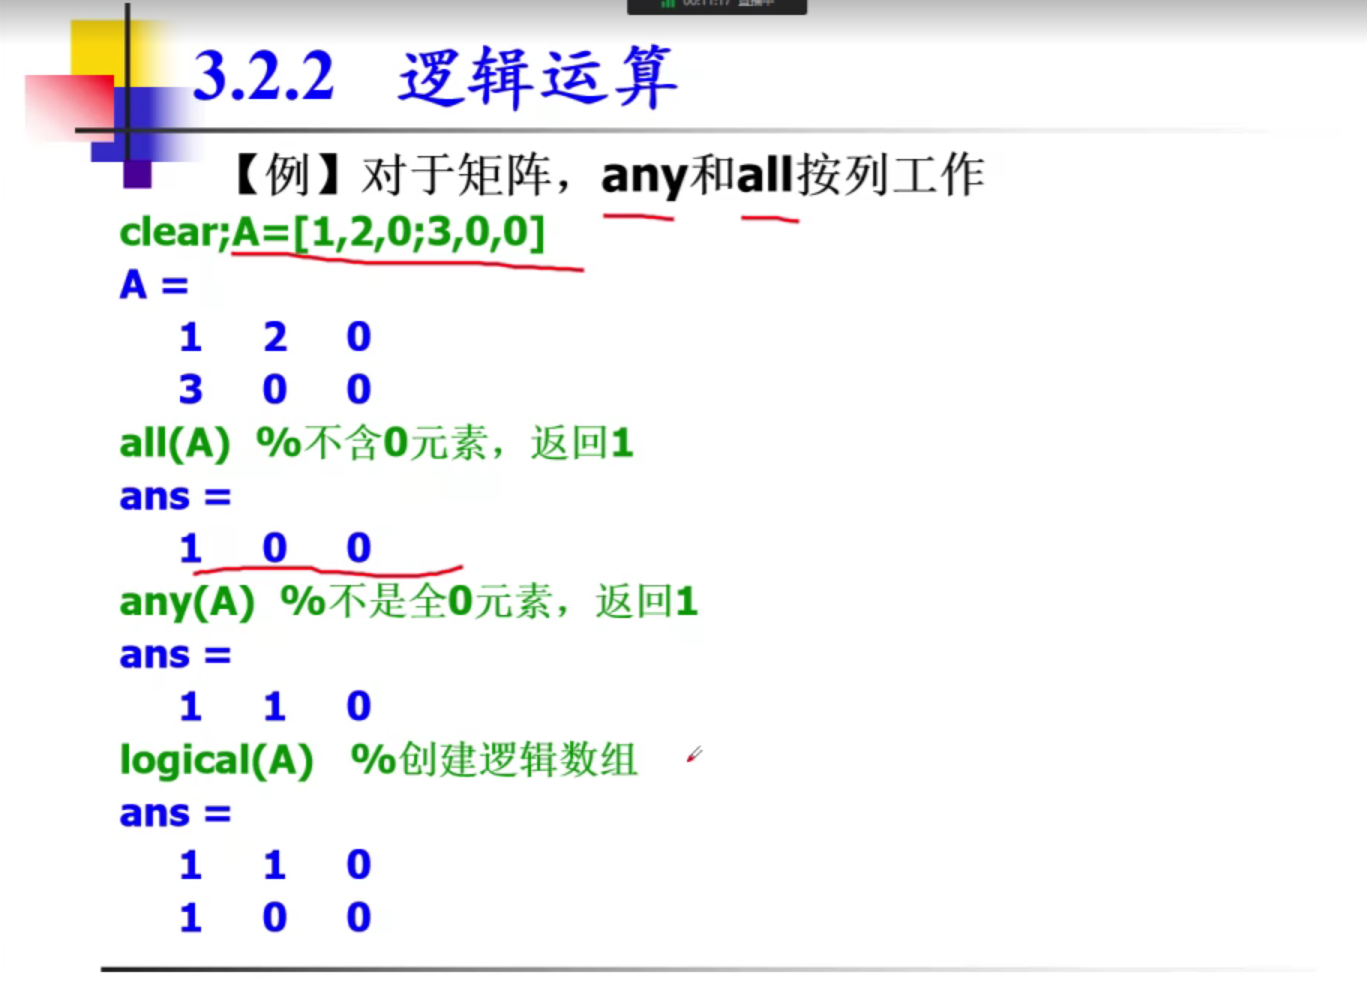 3.2.2 逻辑运算
【例】对于矩阵，any和all按列工作
clear;A=[1,2,0;3,0,0]
A =
1 2 0
3 0 0
all(A) %不含0元素，返回1
ans =
1 0 0
any(A) %不是全0元素，返回1
ans =
1 1 0
logical(A) %创建逻辑数组
ans =
1 1 0
1 0 0